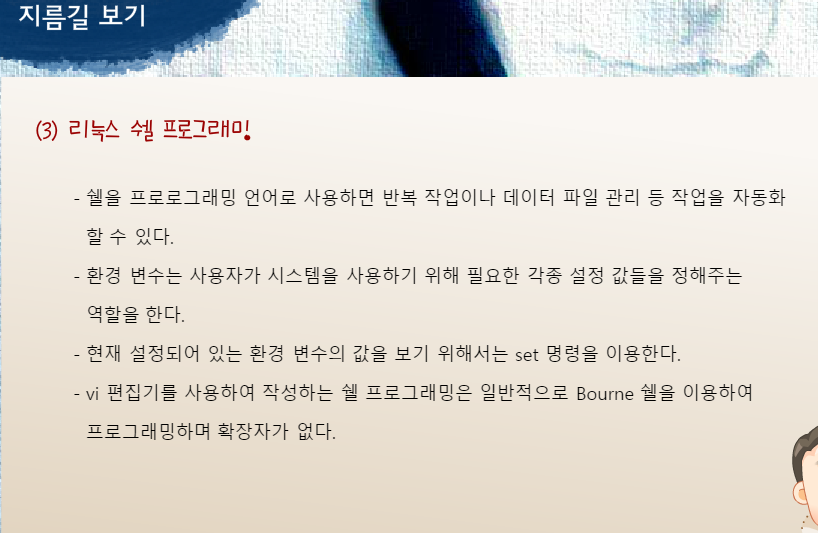 지름길 보기
(3) 리눅스 쉘 프로그래밍
- 쉘을 프로로그래밍 언어로 사용하면 반복 작업이나 데이터 파일 관리 등 작업을 자동화
할 수 있다.
- 환경 변수는 사용자가 시스템을 사용하기 위해 필요한 각종 설정 값들을 정해주는
역할을 한다.
- 현재 설정되어 있는 환경 변수의 값을 보기 위해서는 set 명령을 이용한다.
- vi 편집기를 사용하여 작성하는 쉘 프로그래밍은 일반적으로 Bourne 쉘을 이용하여
프로그래밍하며 확장자가 없다.